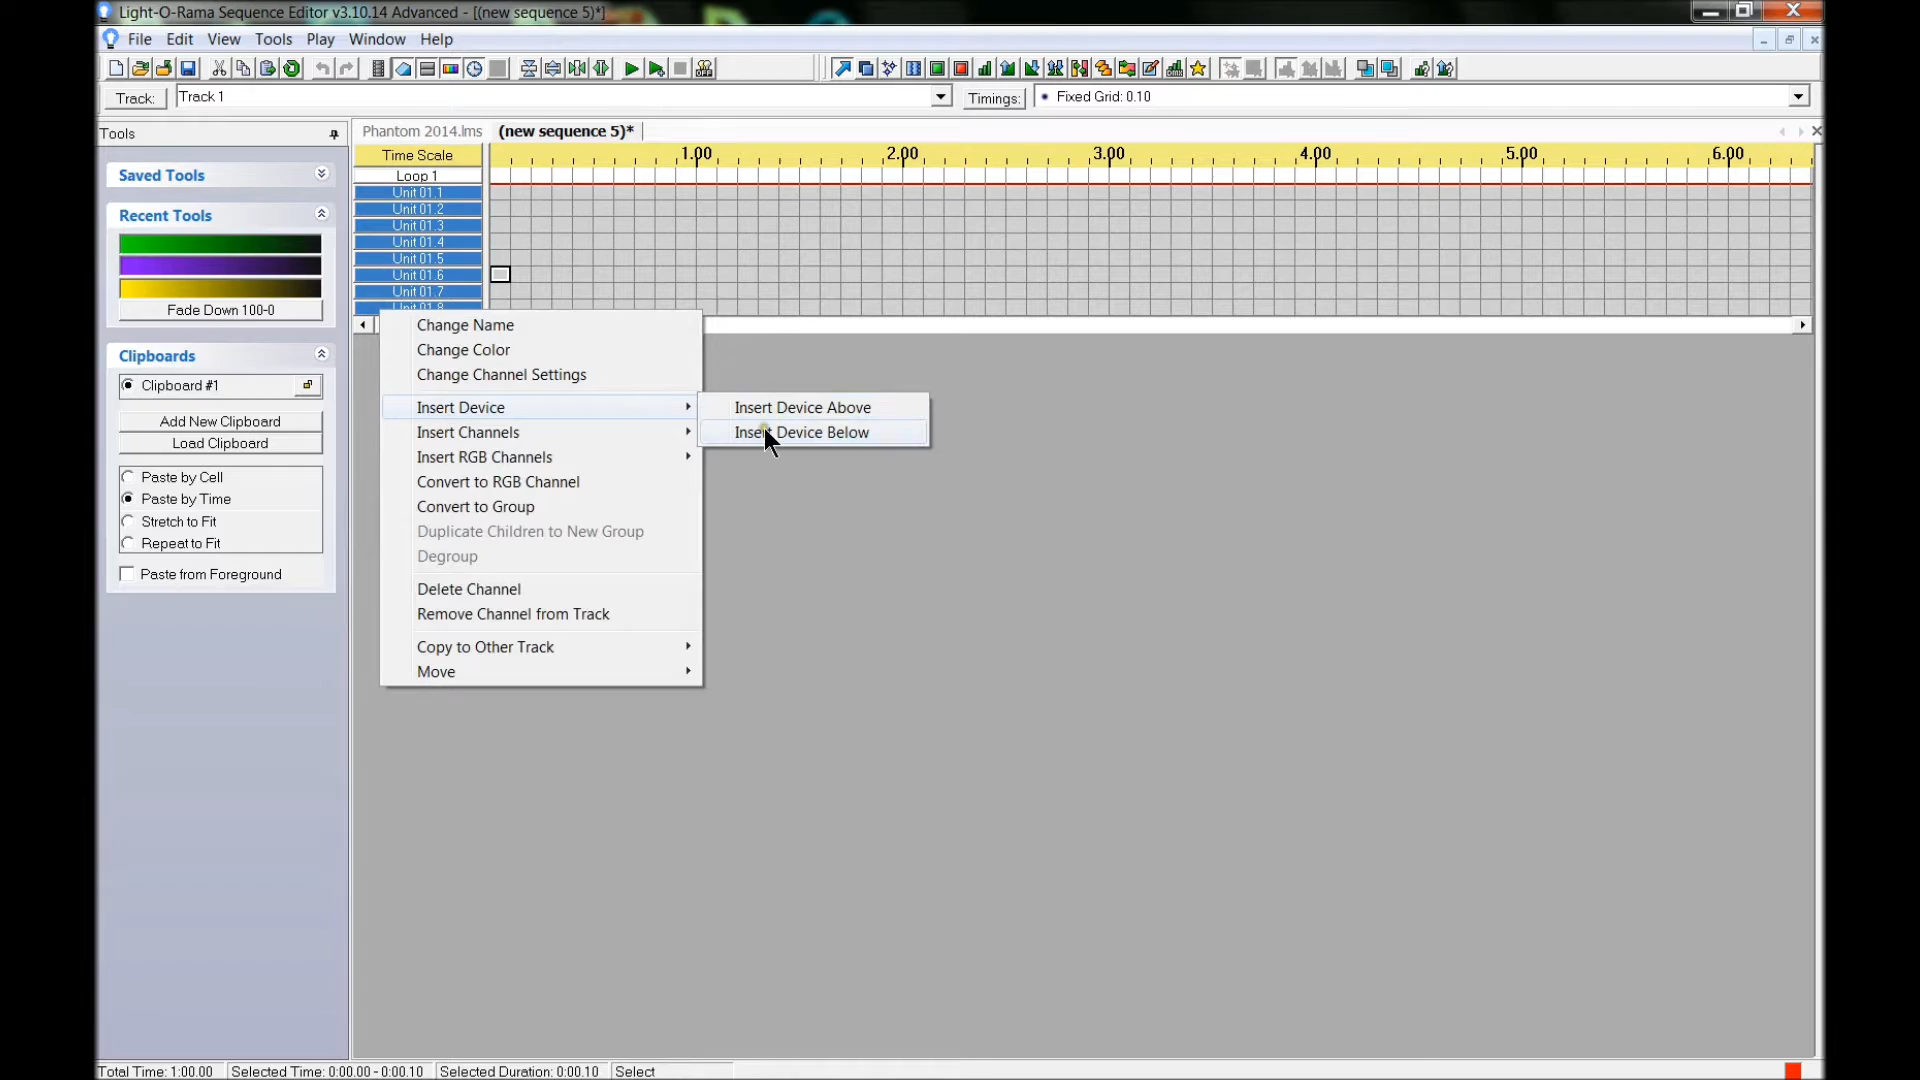 Light-O-Rama Sequence Editor v3.10.14 Advanced - [(new sequence 5)*]
File Edit View Tools Play Window Help
Track: Track 1 Timings: Fixed Grid: 0.10
Tools
Phantom 2014.lms (new sequence 5)*
Time Scale 1.00 2.00 3.00 4.00 5.00 6.00
Loop 1
Unit 01.1
Unit 01.2
Unit 01.3
Unit 01.4
Unit 01.5
Unit 01.6
Unit 01.7
Unit 01.8
Saved Tools
Recent Tools
Fade Down 100-0
Clipboards
Clipboard #1
Add New Clipboard
Load Clipboard
Paste by Cell
Paste by Time
Stretch to Fit
Repeat to Fit
Paste from Foreground
Change Name
Change Color
Change Channel Settings
Insert Device
Insert Channels
Insert RGB Channels
Convert to RGB Channel
Convert to Group
Duplicate Children to New Group
Degroup
Delete Channel
Remove Channel from Track
Copy to Other Track
Move
Insert Device Above
Insert Device Below
Total Time: 1:00.00 Selected Time: 0:00.00 - 0:00.10 Selected Duration: 0:00.10 Select